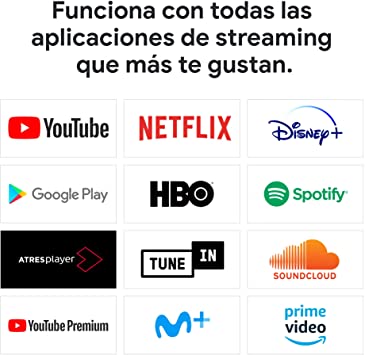 Funciona con todas las
aplicaciones de streaming
que más te gustan.
YouTube
NETFLIX
Disney+
Google Play
HBO
Spotify
ATRESplayer
TUNE IN
SOUNDCLOUD
YouTube Premium
M+
prime
video